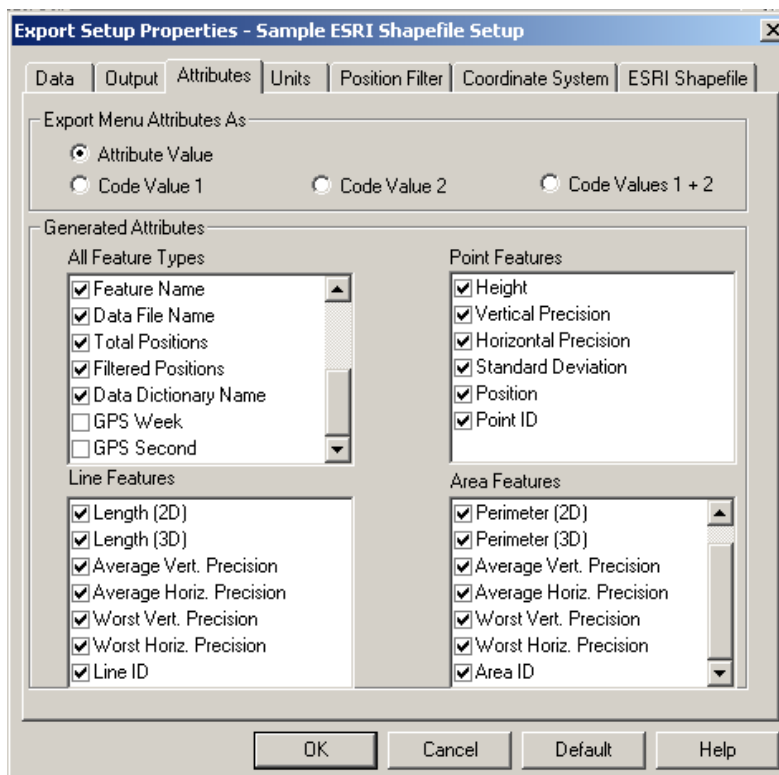 Export Setup Properties - Sample ESRI Shapefile Setup
Data Output Attributes Units Position Filter Coordinate System ESRI Shapefile
Export Menu Attributes As
Attribute Value
Code Value 1 Code Value 2 Code Values 1 + 2
Generated Attributes
All Feature Types
Feature Name
Data File Name
Total Positions
Filtered Positions
Data Dictionary Name
GPS Week
GPS Second
Point Features
Height
Vertical Precision
Horizontal Precision
Standard Deviation
Position
Point ID
Line Features
Length (2D)
Length (3D)
Average Vert. Precision
Average Horiz. Precision
Worst Vert. Precision
Worst Horiz. Precision
Line ID
Area Features
Perimeter (2D)
Perimeter (3D)
Average Vert. Precision
Average Horiz. Precision
Worst Vert. Precision
Worst Horiz. Precision
Area ID
OK Cancel Default Help